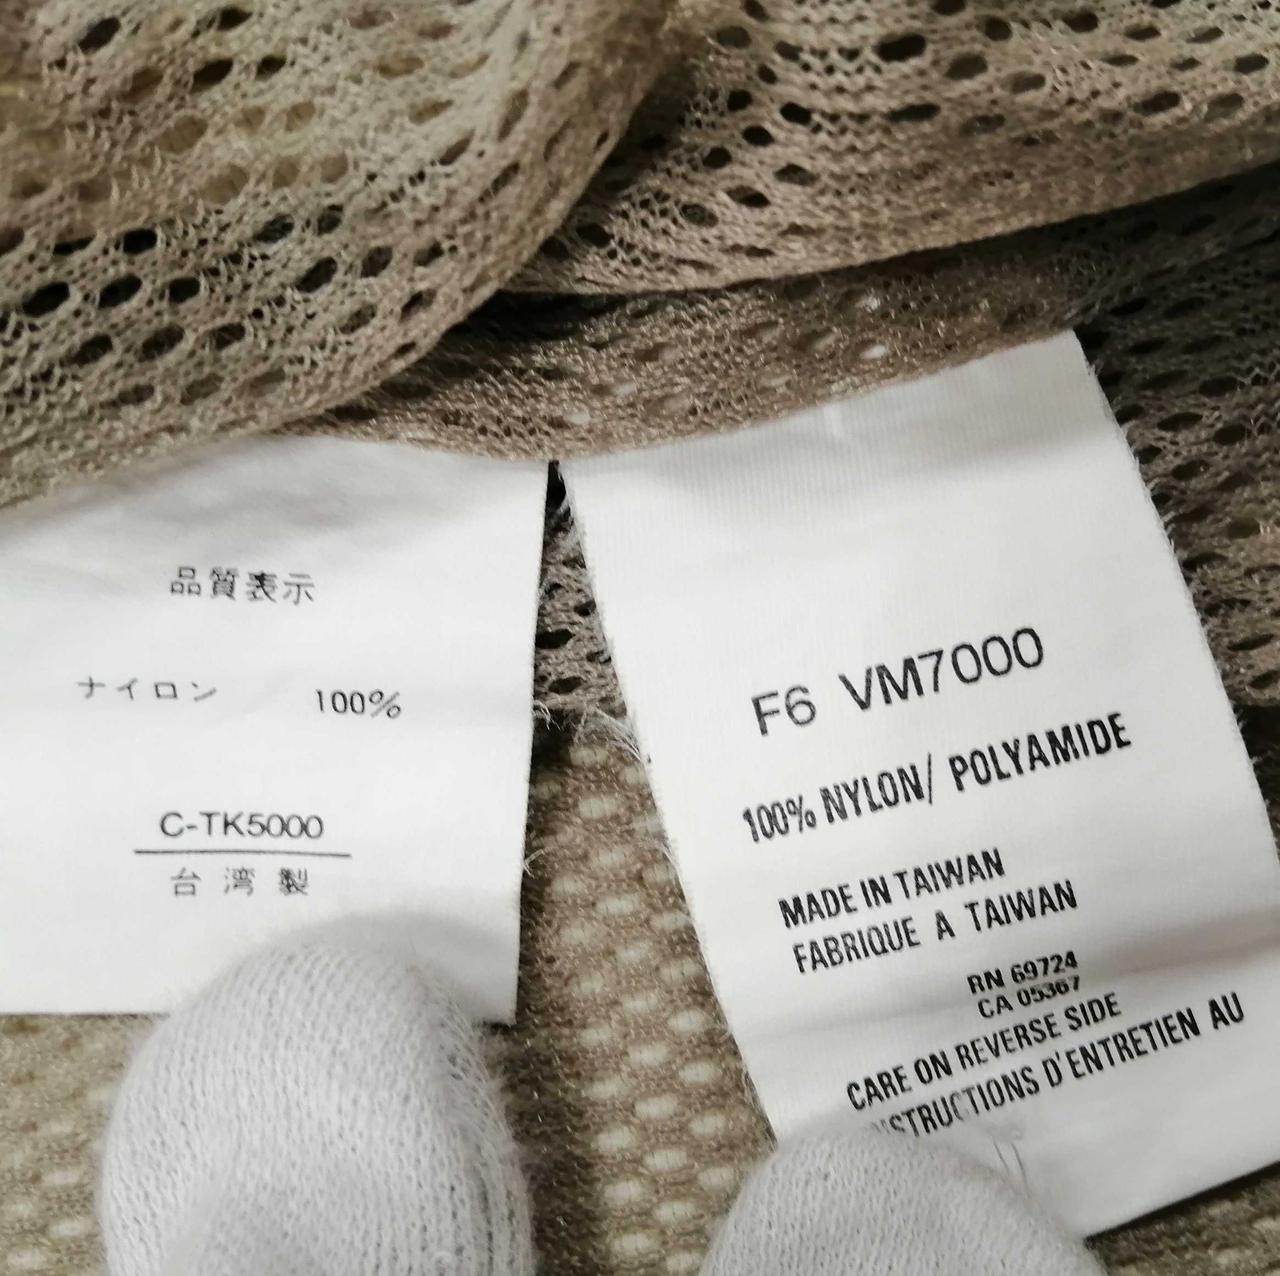 品質表示
ナイロン 100%
C-TK5000
台湾製
F6 VM7000
100% NYLON/ POLYAMIDE
MADE IN TAIWAN
FABRIQUE A TAIWAN
RN 69724
CA 05367
CARE ON REVERSE SIDE
NSTRUCTIONS D'ENTRETIEN AU